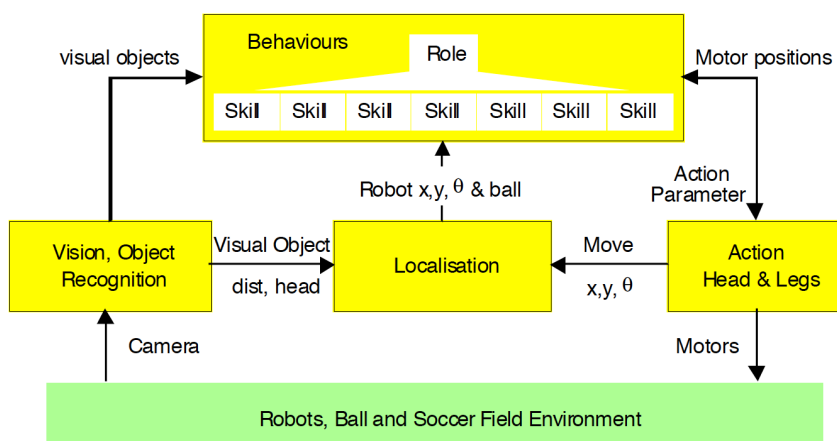 Behaviours
Role
visual objects
Motor positions
Skill Skill Skill Skill Skill Skill Skill
Robot x,y, θ & ball
Action
Parameter
Vision, Object
Recognition
Visual Object
dist, head
Localisation
Move
x,y, θ
Action
Head & Legs
Camera
Motors
Robots, Ball and Soccer Field Environment